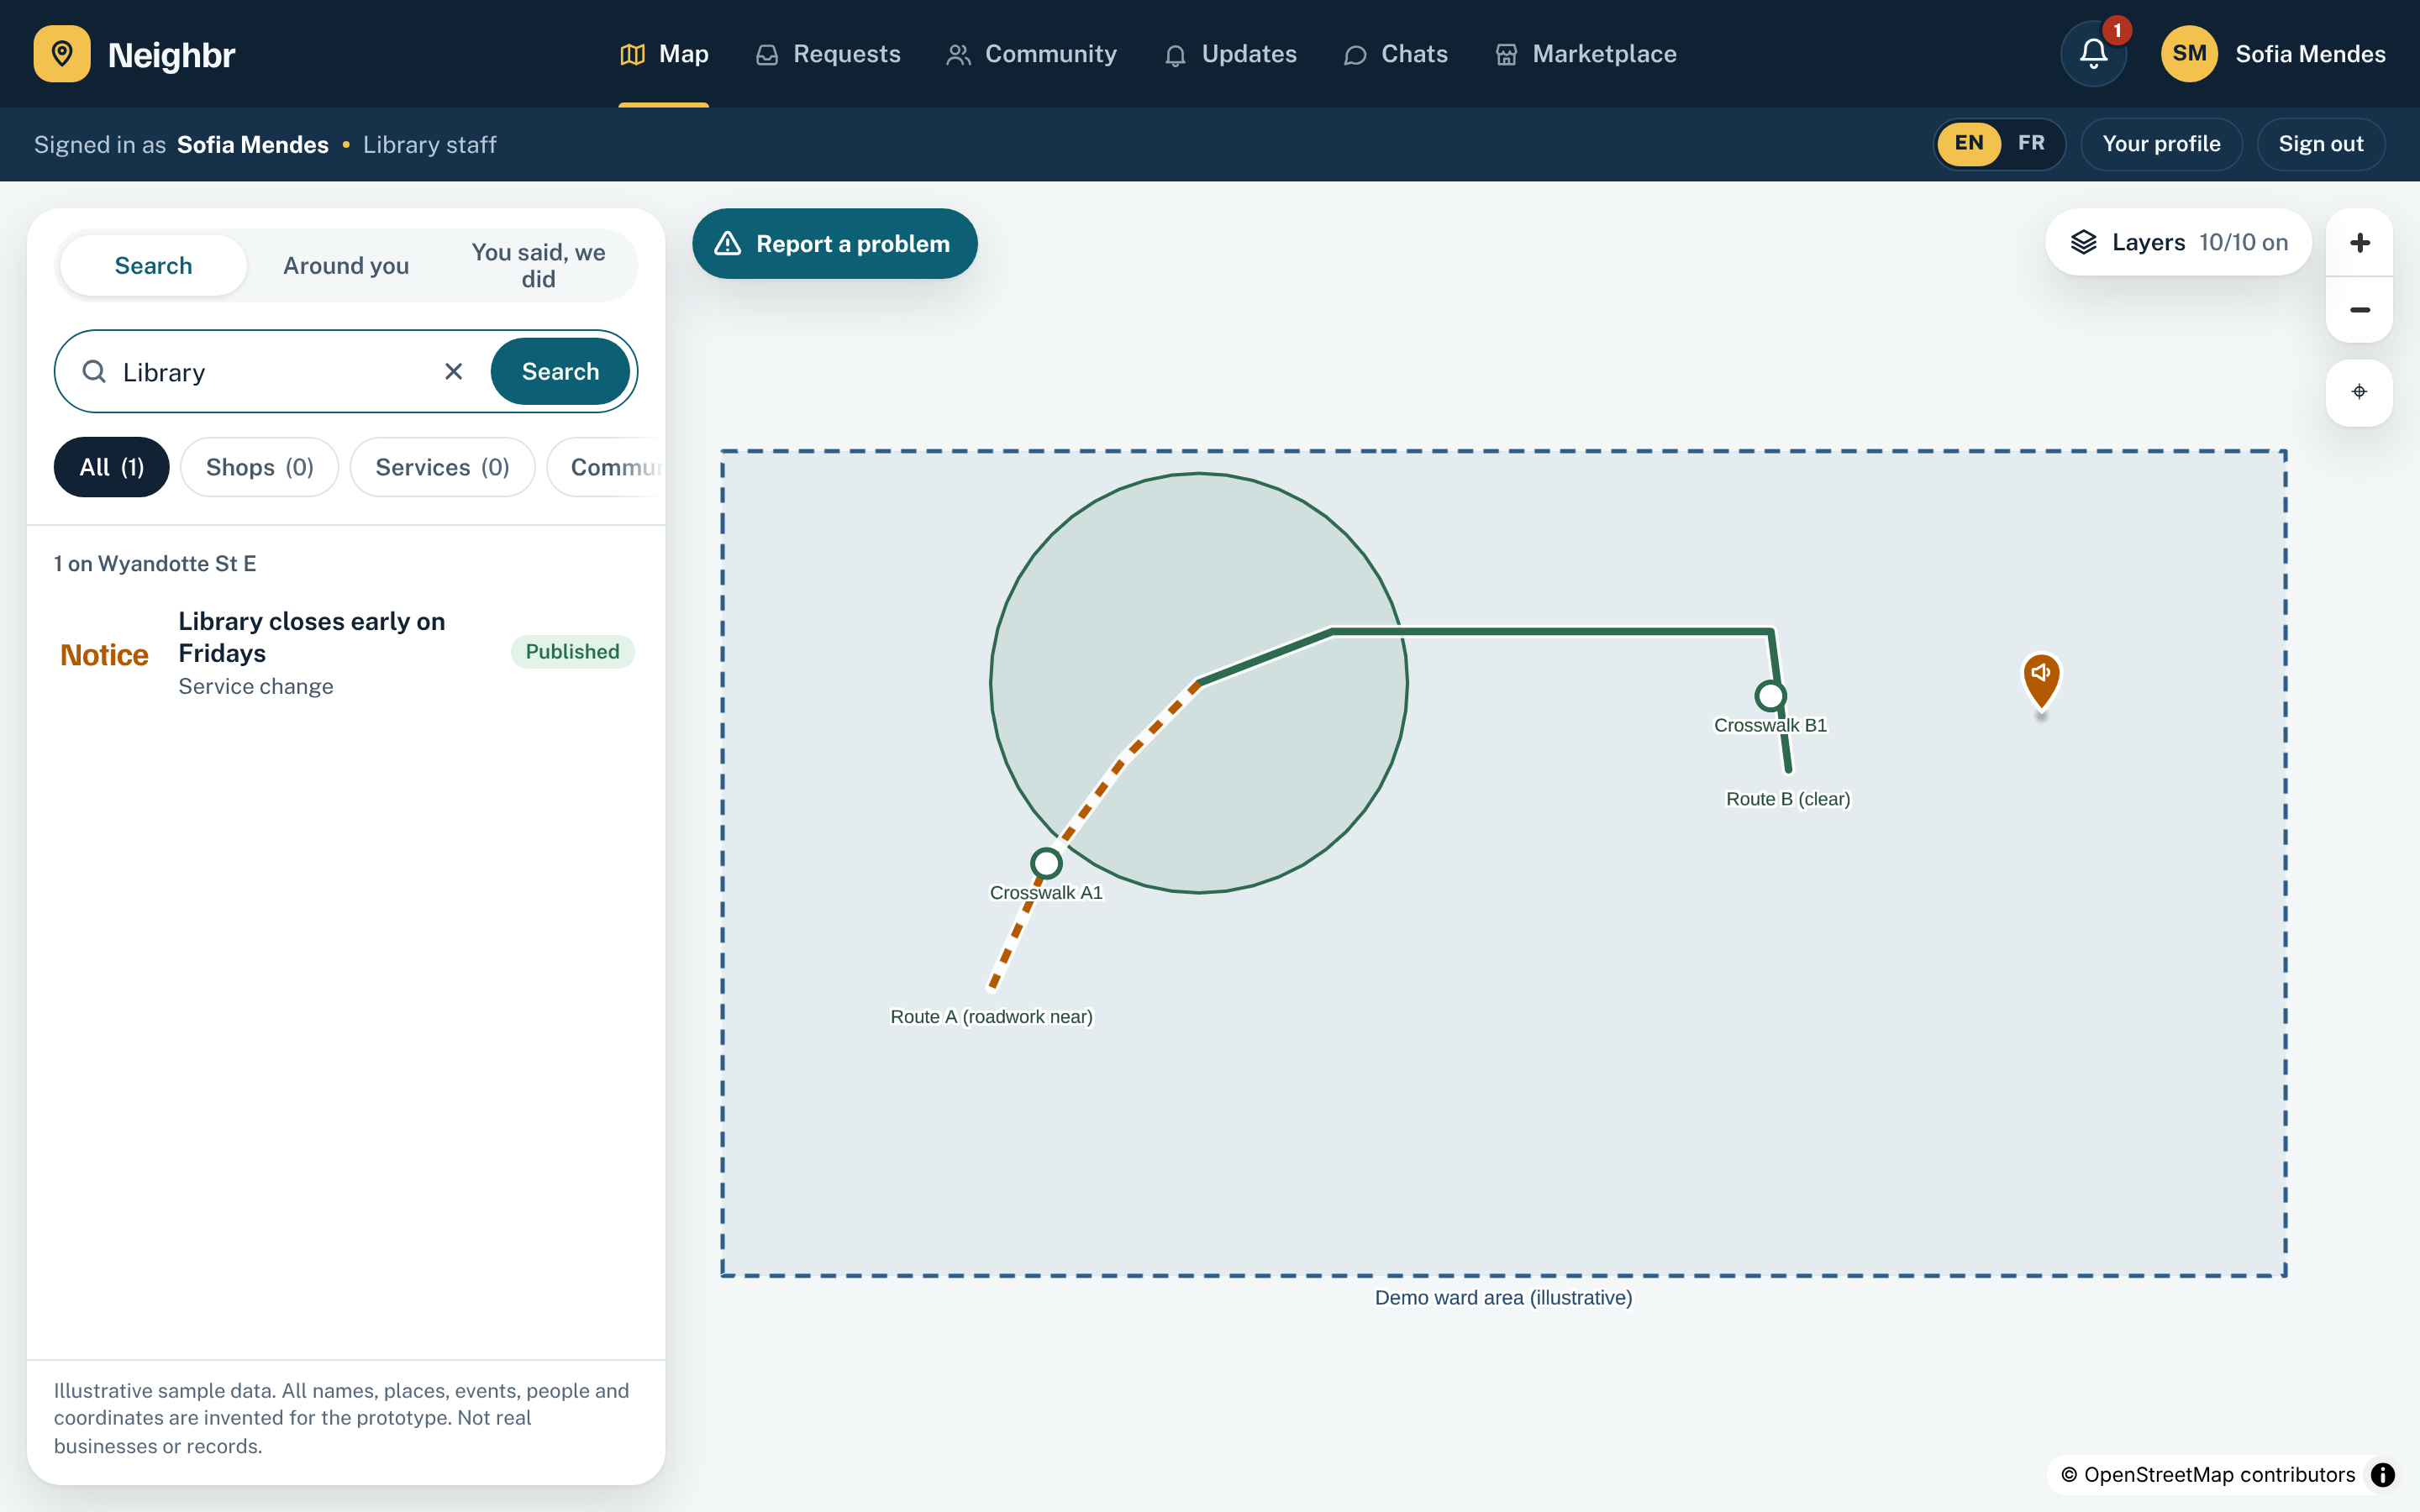 Neighbr
Map
Requests
Community
Updates
Chats
Marketplace
1
SM
Sofia Mendes
Signed in as Sofia Mendes • Library staff
EN
FR
Your profile
Sign out
Search
Around you
You said, we
did
Library
Search
All (1)
Shops (0)
Services (0)
1 on Wyandotte St E
Notice
Library closes early on
Fridays
Service change
Published
Illustrative sample data. All names, places, events, people and
coordinates are invented for the prototype. Not real
businesses or records.
Report a problem
Layers 10/10 on
Crosswalk B1
Route B (clear)
Crosswalk A1
Route A (roadwork near)
Demo ward area (illustrative)
© OpenStreetMap contributors